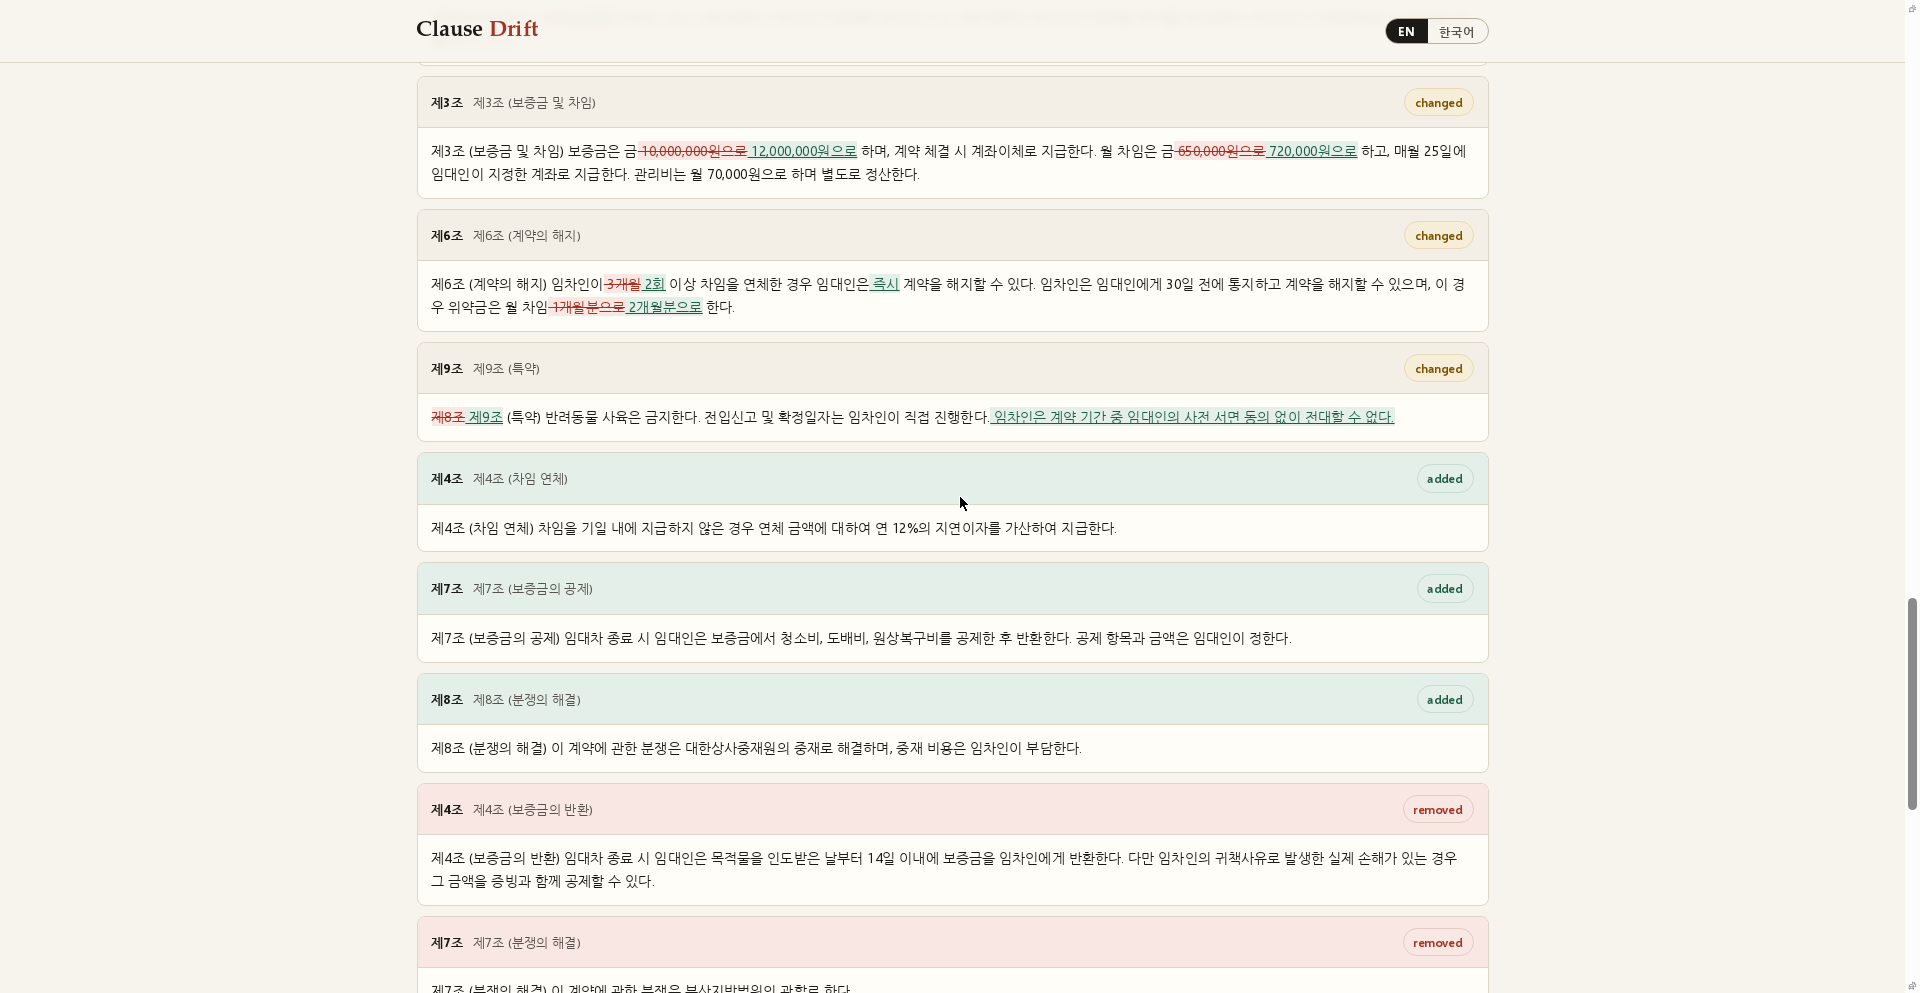 Clause Drift
EN 한국어
제3조 제3조 (보증금 및 차임) changed
제3조 (보증금 및 차임) 보증금은 금 10,000,000원으로 12,000,000원으로 하며, 계약 체결 시 계좌이체로 지급한다. 월 차임은 금 650,000원으로 720,000원으로 하고, 매월 25일에
임대인이 지정한 계좌로 지급한다. 관리비는 월 70,000원으로 하며 별도로 정산한다.
제6조 제6조 (계약의 해지) changed
제6조 (계약의 해지) 임차인이 3개월 2회 이상 차임을 연체한 경우 임대인은 즉시 계약을 해지할 수 있다. 임차인은 임대인에게 30일 전에 통지하고 계약을 해지할 수 있으며, 이 경
우 위약금은 월 차임 1개월분으로 2개월분으로 한다.
제9조 제9조 (특약) changed
제8조 제9조 (특약) 반려동물 사육은 금지한다. 전입신고 및 확정일자는 임차인이 직접 진행한다. 임차인은 계약 기간 중 임대인의 사전 서면 동의 없이 전대할 수 없다.
제4조 제4조 (차임 연체) added
제4조 (차임 연체) 차임을 기일 내에 지급하지 않은 경우 연체 금액에 대하여 연 12%의 지연이자를 가산하여 지급한다.
제7조 제7조 (보증금의 공제) added
제7조 (보증금의 공제) 임대차 종료 시 임대인은 보증금에서 청소비, 도배비, 원상복구비를 공제한 후 반환한다. 공제 항목과 금액은 임대인이 정한다.
제8조 제8조 (분쟁의 해결) added
제8조 (분쟁의 해결) 이 계약에 관한 분쟁은 대한상사중재원의 중재로 해결하며, 중재 비용은 임차인이 부담한다.
제4조 제4조 (보증금의 반환) removed
제4조 (보증금의 반환) 임대차 종료 시 임대인은 목적물을 인도받은 날부터 14일 이내에 보증금을 임차인에게 반환한다. 다만 임차인의 귀책사유로 발생한 실제 손해가 있는 경우
그 금액을 증빙과 함께 공제할 수 있다.
제7조 제7조 (분쟁의 해결) removed
제7조 (분쟁의 해결) 이 계약에 관한 분쟁은 부산지방법원의 관할로 한다.